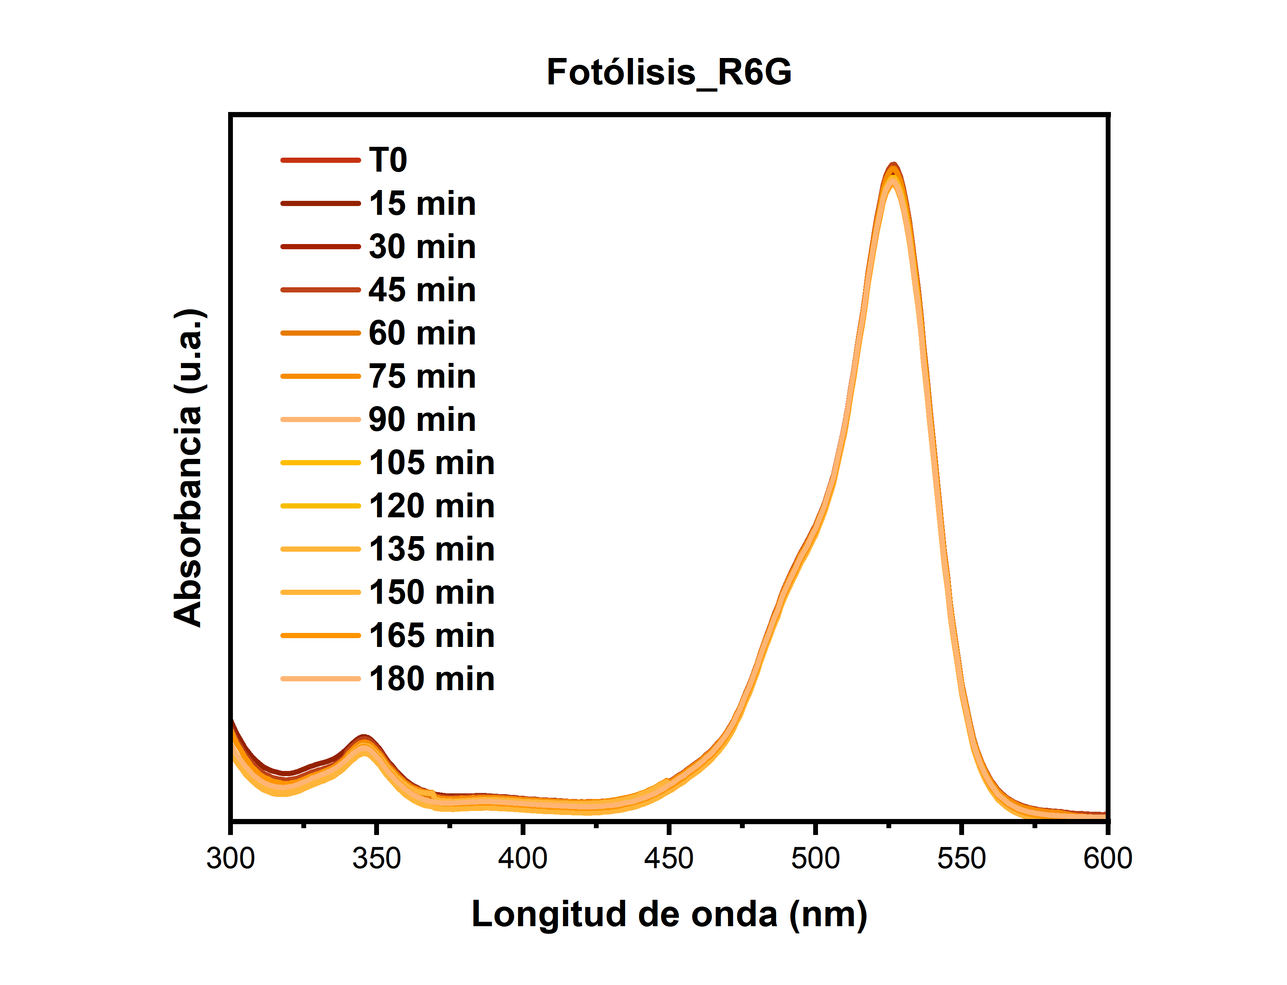 Fotólisis_R6G
T0
15 min
30 min
45 min
60 min
75 min
90 min
105 min
120 min
135 min
150 min
165 min
180 min
Absorbancia (u.a.)
300 350 400 450 500 550 600
Longitud de onda (nm)